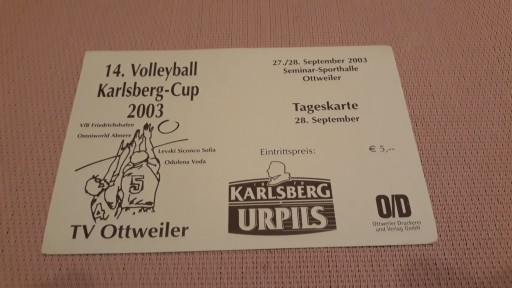 14. Volleyball
Karlsberg-Cup
2003
VfB Friedrichshafen
Omniworld Almere
Levski Siconco Sofia
Odolena Voda
5
TV Ottweiler
27./28. September 2003
Seminar-Sporthalle
Ottweiler
Tageskarte
28. September
Eintrittspreis: € 5,--
KARLSBERG
URPILS
O/D
Ottweiler Druckerei
und Verlag GmbH